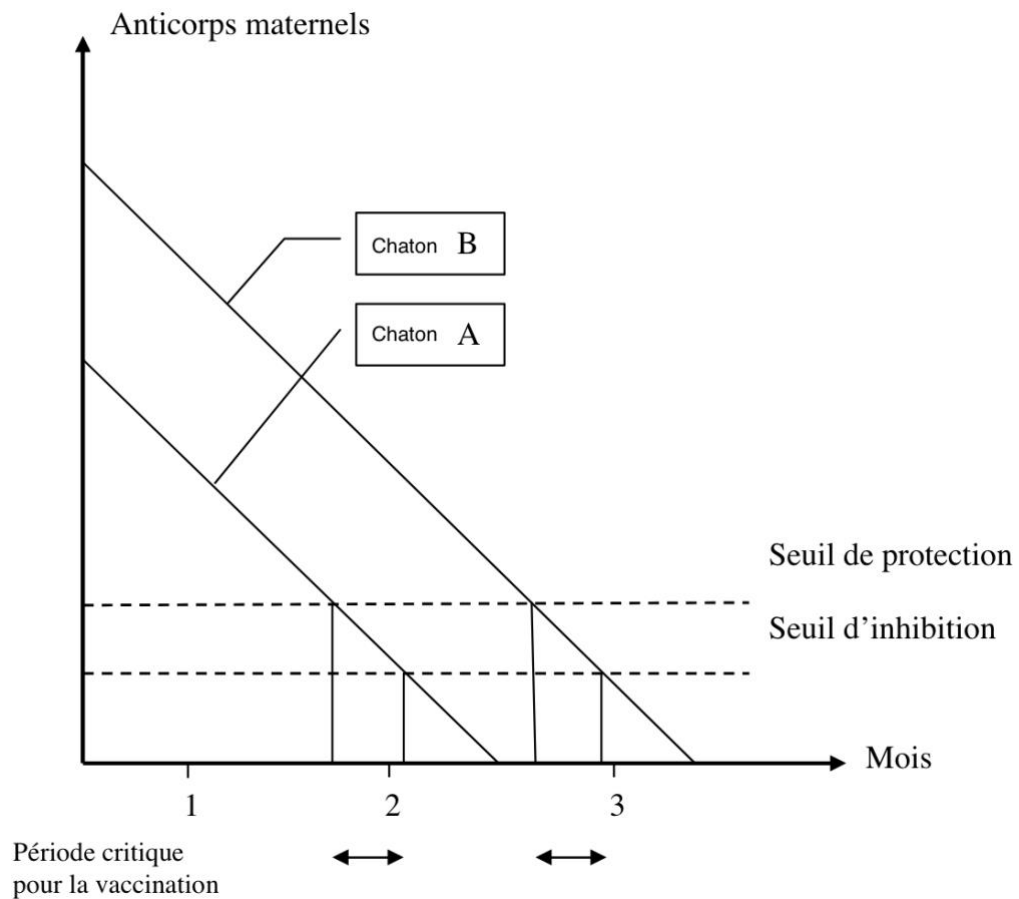 Anticorps maternels
Chaton B
Chaton A
Seuil de protection
Seuil d’inhibition
Mois
1 2 3
Période critique
pour la vaccination